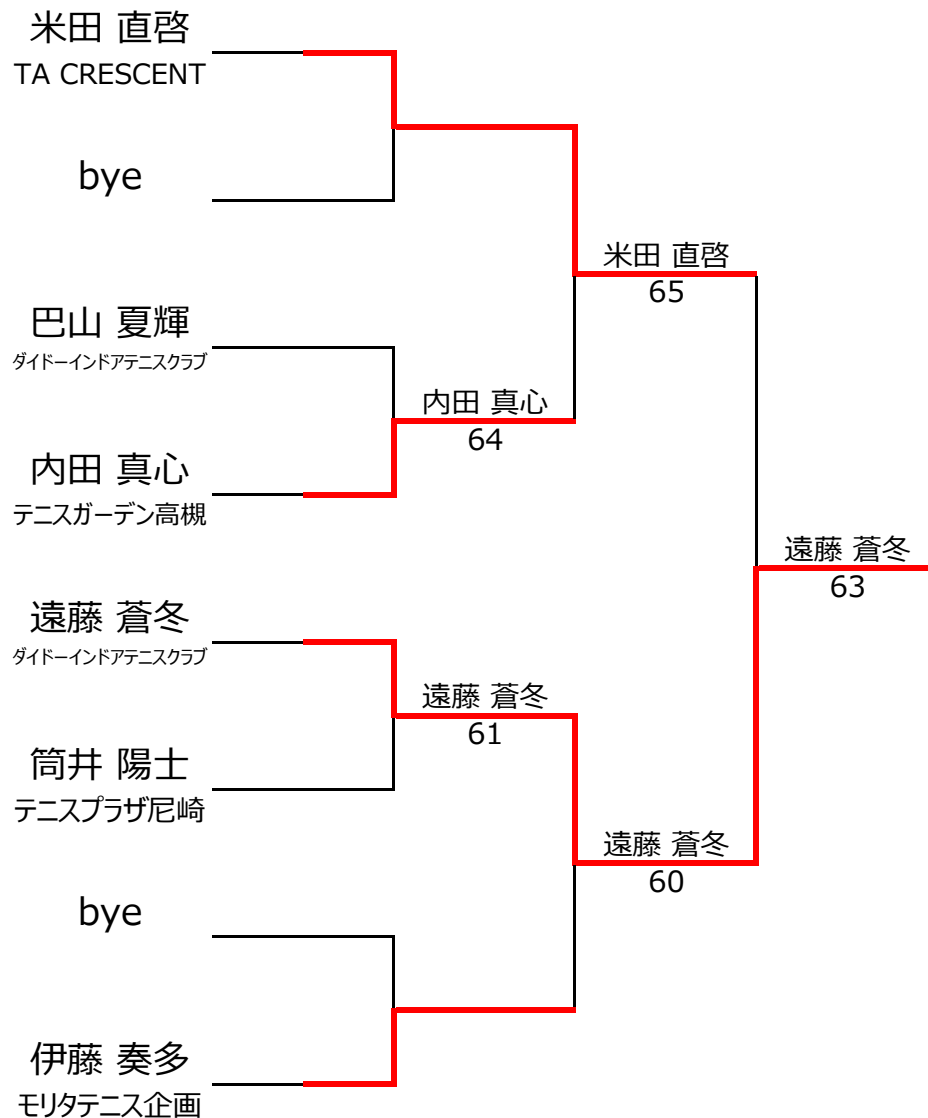 米田 直啓
TA CRESCENT
bye
米田 直啓
65
巴山 夏輝
ダイドーインドアテニスクラブ
内田 真心
64
内田 真心
テニスガーデン高槻
遠藤 蒼冬
63
遠藤 蒼冬
ダイドーインドアテニスクラブ
遠藤 蒼冬
61
筒井 陽士
テニスプラザ尼崎
遠藤 蒼冬
60
bye
伊藤 奏多
モリタテニス企画